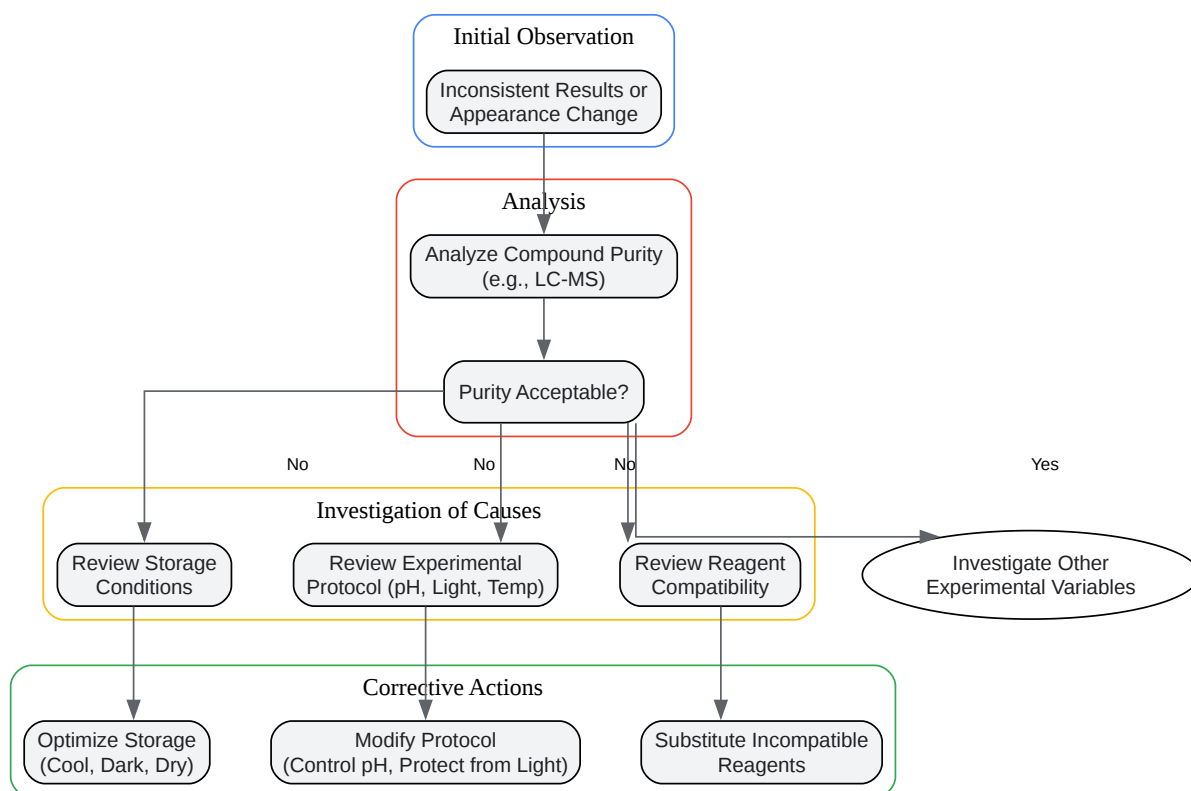 Initial Observation
Inconsistent Results or
Appearance Change
Analysis
Analyze Compound Purity
(e.g., LC-MS)
Purity Acceptable?
No
No
No
Yes
Investigation of Causes
Review Storage
Conditions
Review Experimental
Protocol (pH, Light, Temp)
Review Reagent
Compatibility
Investigate Other
Experimental Variables
Corrective Actions
Optimize Storage
(Cool, Dark, Dry)
Modify Protocol
(Control pH, Protect from Light)
Substitute Incompatible
Reagents